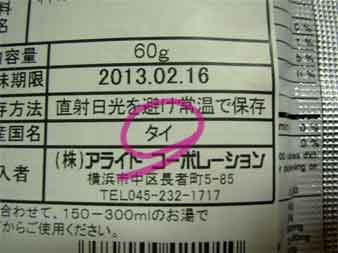 料
名
内容量 60g
味期限 2013.02.16
存方法 直射日光を避け常温で保存
産国名 タイ
入者 (株)アライドコーポレーション
横浜市中区長者町5-85
TEL045-232-1717
合わせて、150-300mlのお湯で
からご使用ください。